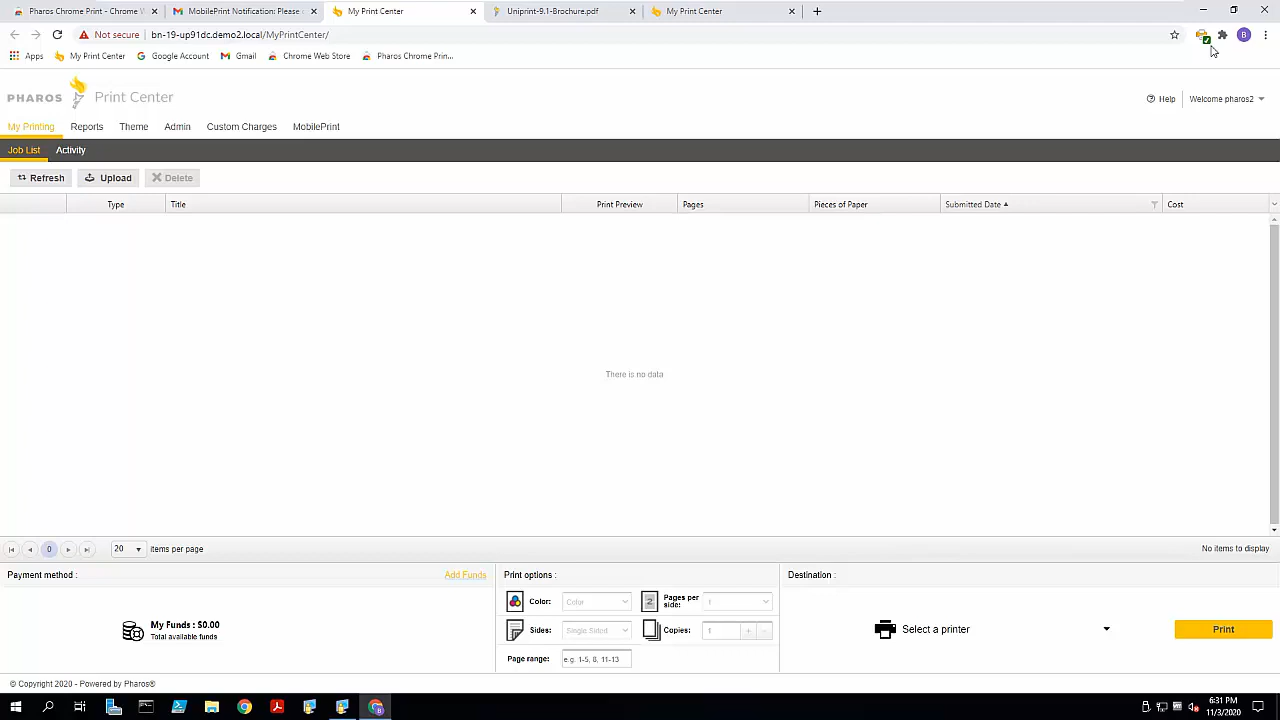 Pharos Chrome Print - Chrome W
MobilePrint Notification: Please c
My Print Center
Uniprint-9.1-Brochure.pdf
My Print Center
Not secure
bn-19-up91dc.demo2.local/MyPrintCenter/
B
Apps
My Print Center
Google Account
Gmail
Chrome Web Store
Pharos Chrome Prin...
PHAROS
Print Center
Help
Welcome pharos2
My Printing
Reports
Theme
Admin
Custom Charges
MobilePrint
Job List
Activity
Refresh
Upload
Delete
Type
Title
Print Preview
Pages
Pieces of Paper
Submitted Date
Cost
There is no data
0
20
items per page
No items to display
Payment method :
Add Funds
Print options :
Destination :
My Funds : $0.00
Total available funds
Color:
Color
2
Pages per
side:
1
Sides:
Single Sided
Copies:
1
+
-
Page range:
e.g. 1-5, 8, 11-13
Select a printer
Print
© Copyright 2020 - Powered by Pharos®
B
6:31 PM
11/3/2020